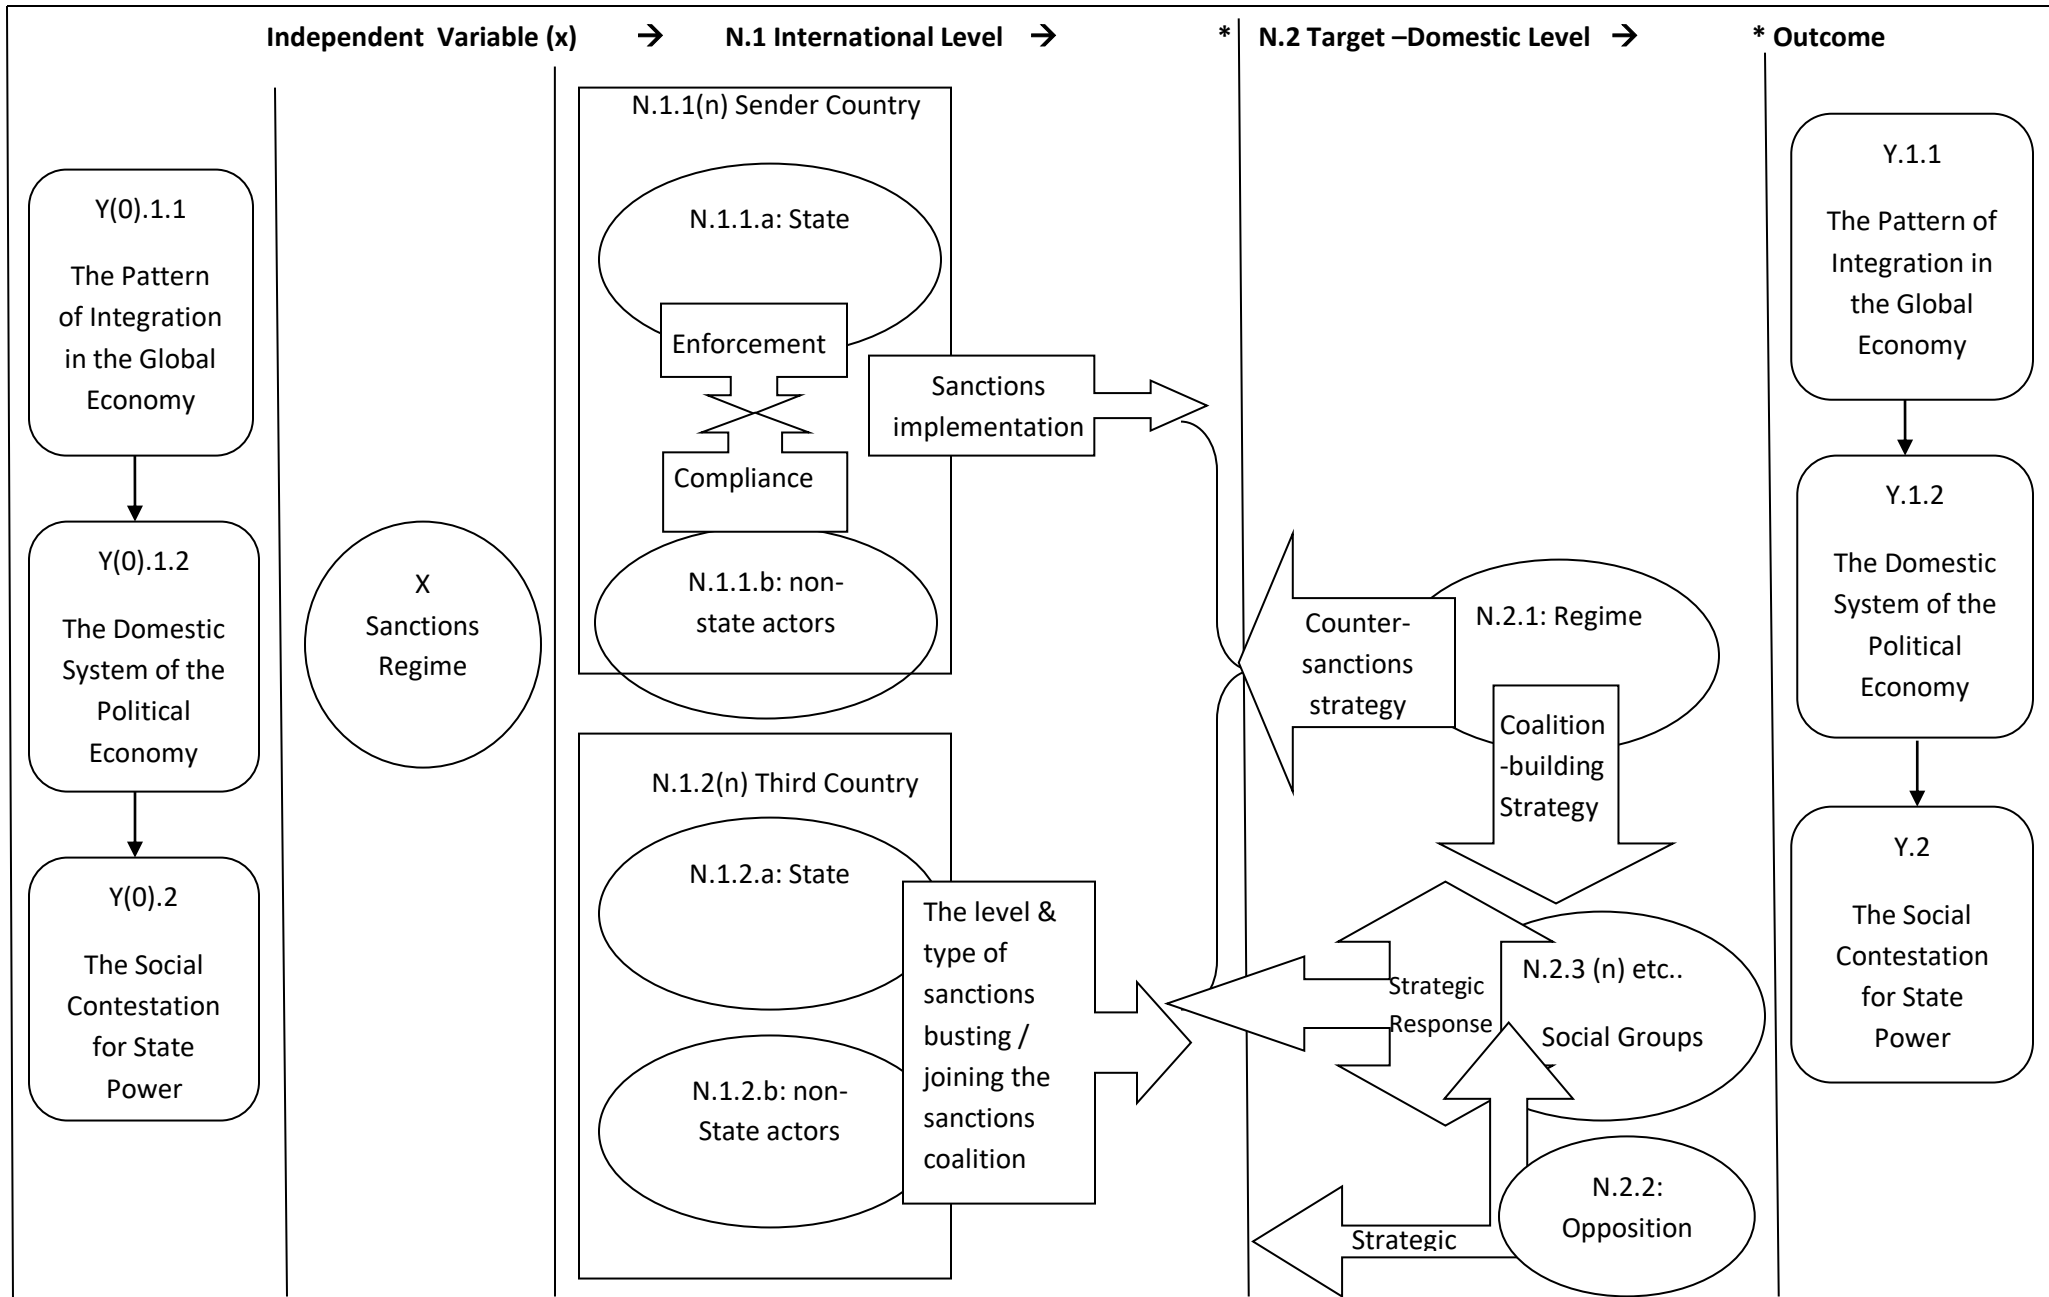 Independent Variable (x) → N.1 International Level → * N.2 Target –Domestic Level → * Outcome
Y(0).1.1
The Pattern
of Integration
in the Global
Economy
Y(0).1.2
The Domestic
System of the
Political
Economy
Y(0).2
The Social
Contestation
for State
Power
X
Sanctions
Regime
N.1.1(n) Sender Country
N.1.1.a: State
Enforcement
Compliance
N.1.1.b: non-
state actors
Sanctions
implementation
N.1.2(n) Third Country
N.1.2.a: State
N.1.2.b: non-
State actors
The level &
type of
sanctions
busting /
joining the
sanctions
coalition
Counter-
sanctions
strategy
N.2.1: Regime
Coalition
-building
Strategy
Strategic
Response
N.2.3 (n) etc..
Social Groups
N.2.2:
Opposition
Strategic
Y.1.1
The Pattern of
Integration in
the Global
Economy
Y.1.2
The Domestic
System of the
Political
Economy
Y.2
The Social
Contestation
for State
Power